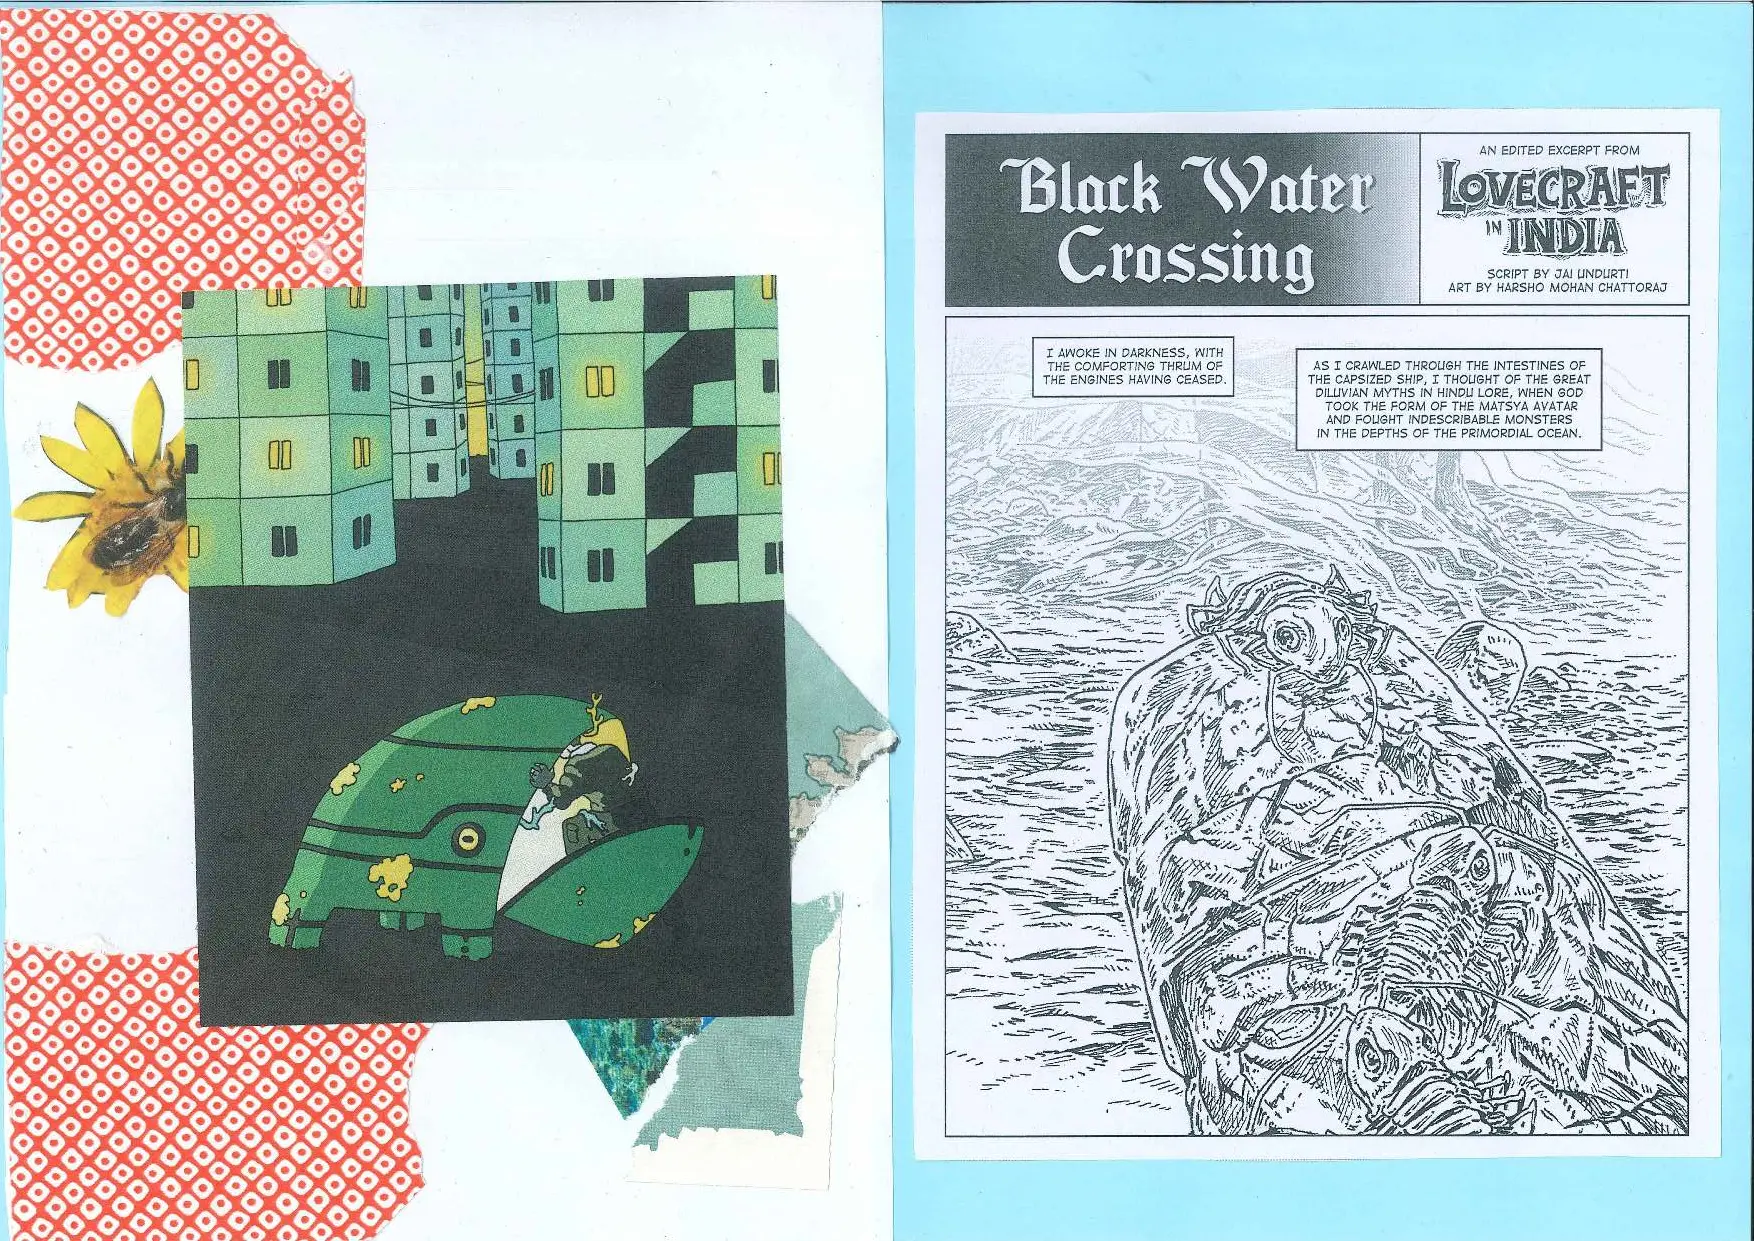 Black Water
Crossing
AN EDITED EXCERPT FROM
LOVECRAFT
IN INDIA
SCRIPT BY JAI UNDURTI
ART BY HARSHO MOHAN CHATTORAJ
I AWOKE IN DARKNESS, WITH
THE COMFORTING THRUM OF
THE ENGINES HAVING CEASED.
AS I CRAWLED THROUGH THE INTESTINES OF
THE CAPSIZED SHIP, I THOUGHT OF THE GREAT
DILUVIAN MYTHS IN HINDU LORE, WHEN GOD
TOOK THE FORM OF THE MATSYA AVATAR
AND FOUGHT INDESCRIBABLE MONSTERS
IN THE DEPTHS OF THE PRIMORDIAL OCEAN.